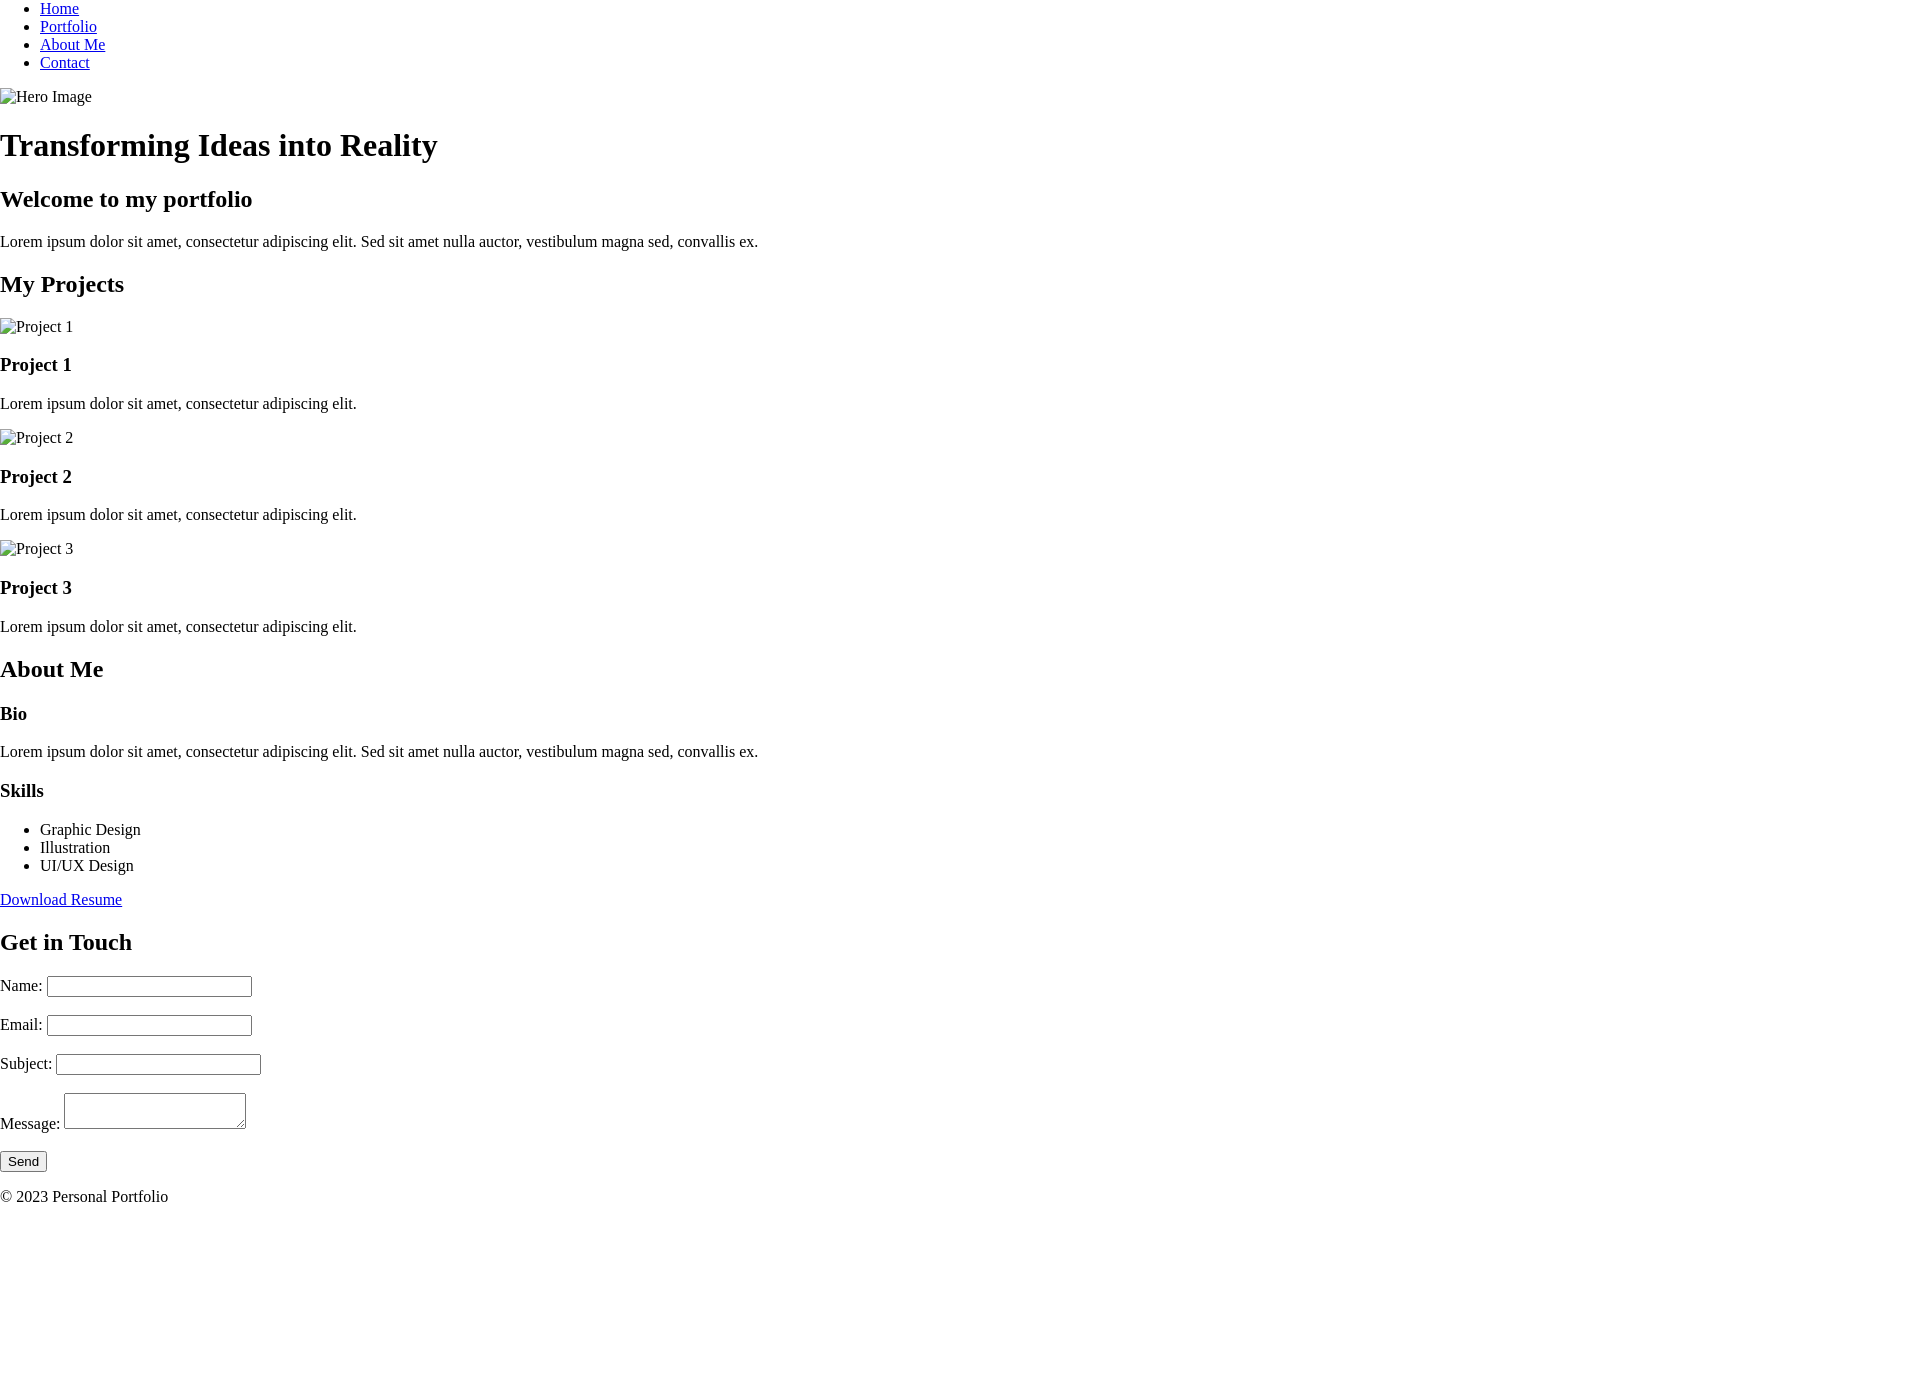 Home
Portfolio
About Me
Contact
Hero Image
Transforming Ideas into Reality
Welcome to my portfolio
Lorem ipsum dolor sit amet, consectetur adipiscing elit. Sed sit amet nulla auctor, vestibulum magna sed, convallis ex.
My Projects
Project 1
Project 1
Lorem ipsum dolor sit amet, consectetur adipiscing elit.
Project 2
Project 2
Lorem ipsum dolor sit amet, consectetur adipiscing elit.
Project 3
Project 3
Lorem ipsum dolor sit amet, consectetur adipiscing elit.
About Me
Bio
Lorem ipsum dolor sit amet, consectetur adipiscing elit. Sed sit amet nulla auctor, vestibulum magna sed, convallis ex.
Skills
Graphic Design
Illustration
UI/UX Design
Download Resume
Get in Touch
Name:
Email:
Subject:
Message:
Send
© 2023 Personal Portfolio